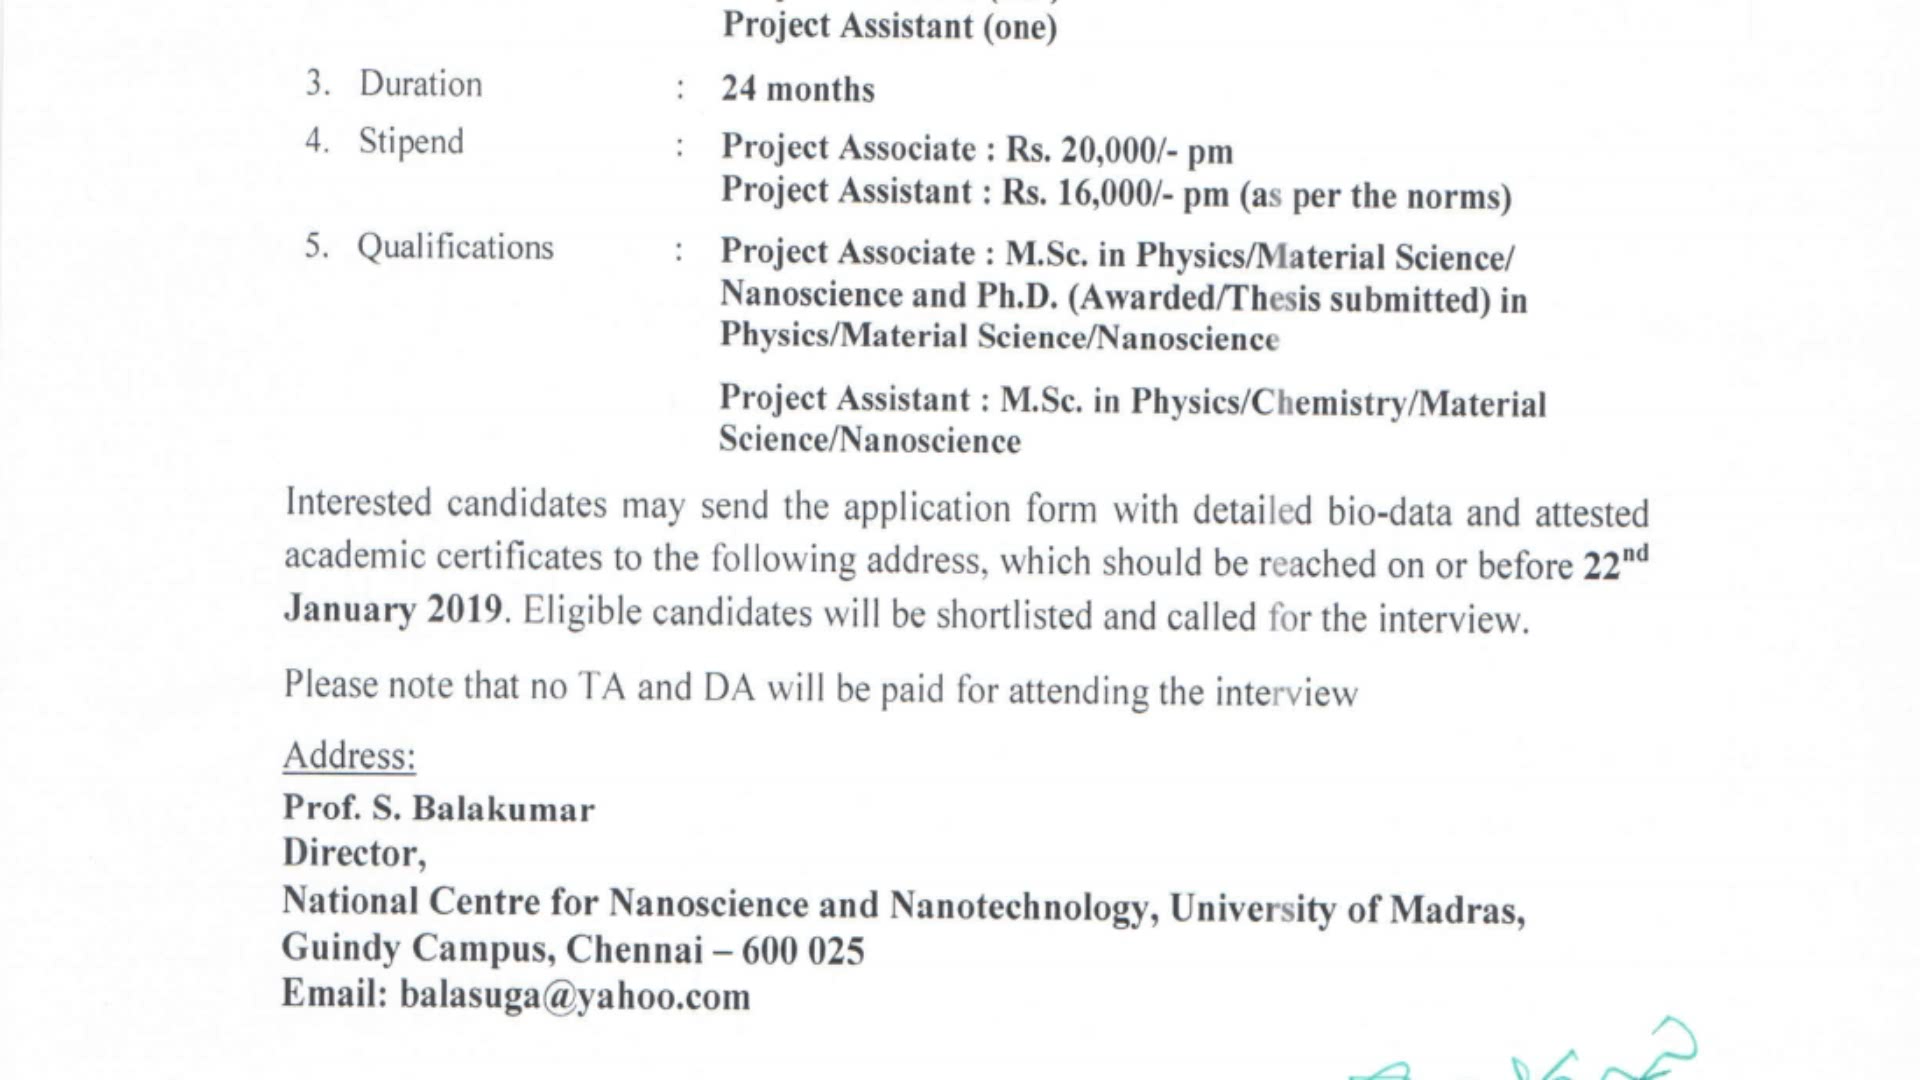 Project Assistant (one)
3. Duration : 24 months
4. Stipend : Project Associate : Rs. 20,000/- pm
Project Assistant : Rs. 16,000/- pm (as per the norms)
5. Qualifications : Project Associate : M.Sc. in Physics/Material Science/
Nanoscience and Ph.D. (Awarded/Thesis submitted) in
Physics/Material Science/Nanoscience
Project Assistant : M.Sc. in Physics/Chemistry/Material
Science/Nanoscience
Interested candidates may send the application form with detailed bio-data and attested
academic certificates to the following address, which should be reached on or before 22nd
January 2019. Eligible candidates will be shortlisted and called for the interview.
Please note that no TA and DA will be paid for attending the interview
Address:
Prof. S. Balakumar
Director,
National Centre for Nanoscience and Nanotechnology, University of Madras,
Guindy Campus, Chennai – 600 025
Email: balasuga@yahoo.com